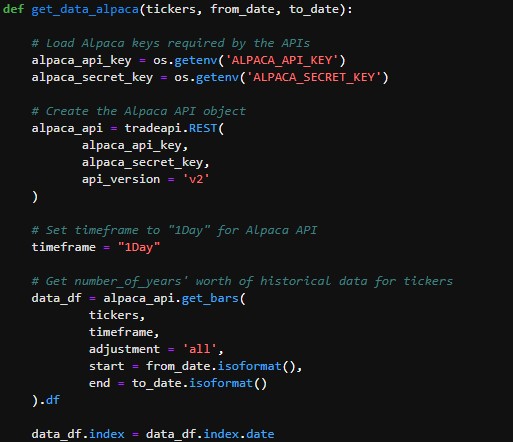 def get_data_alpaca(tickers, from_date, to_date):
# Load Alpaca keys required by the APIs
alpaca_api_key = os.getenv('ALPACA_API_KEY')
alpaca_secret_key = os.getenv('ALPACA_SECRET_KEY')
# Create the Alpaca API object
alpaca_api = tradeapi.REST(
alpaca_api_key,
alpaca_secret_key,
api_version = 'v2'
)
# Set timeframe to "1Day" for Alpaca API
timeframe = "1Day"
# Get number_of_years' worth of historical data for tickers
data_df = alpaca_api.get_bars(
tickers,
timeframe,
adjustment = 'all',
start = from_date.isoformat(),
end = to_date.isoformat()
).df
data_df.index = data_df.index.date